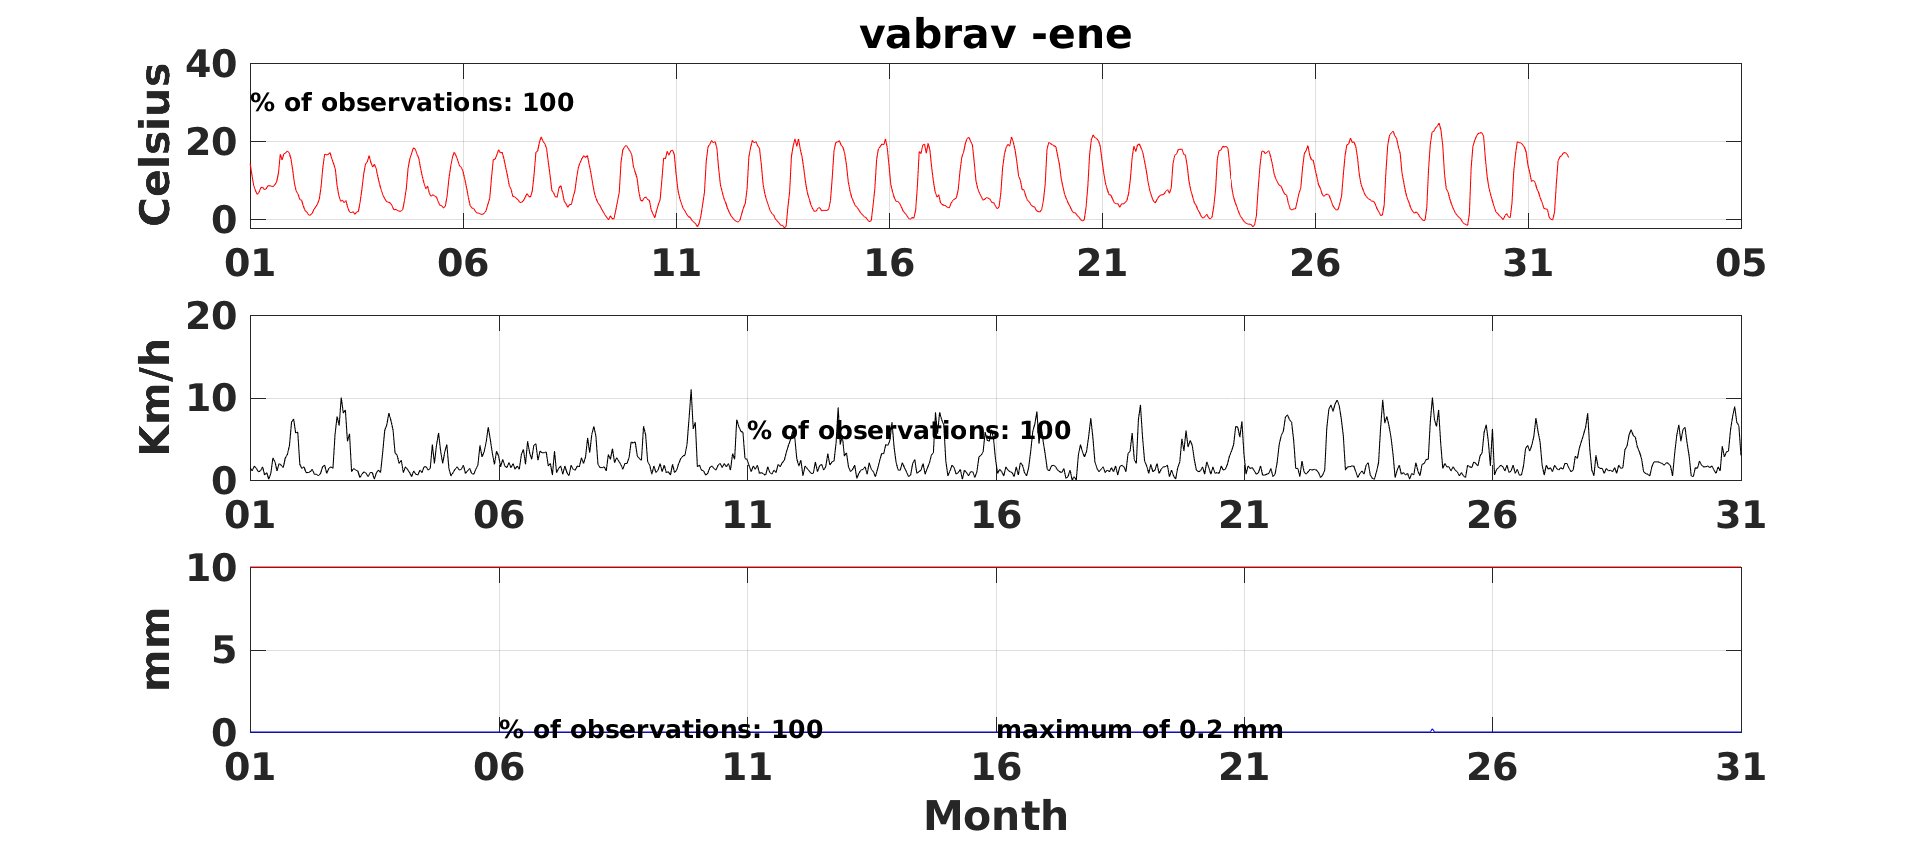 vabrav -ene
Celsius
40
20
0
% of observations: 100
01 06 11 16 21 26 31 05
Km/h
20
10
0
% of observations: 100
01 06 11 16 21 26 31
mm
10
5
0
% of observations: 100 maximum of 0.2 mm
01 06 11 16 21 26 31
Month